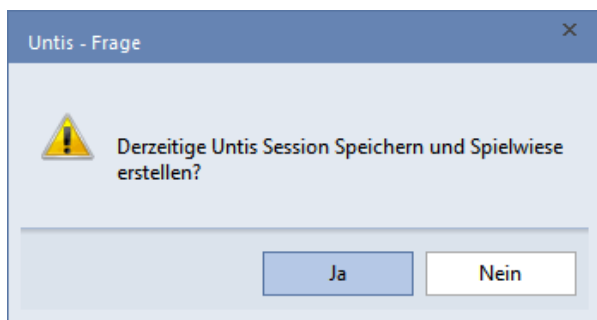 Untis - Frage
Derzeitige Untis Session Speichern und Spielwiese
erstellen?
Ja
Nein